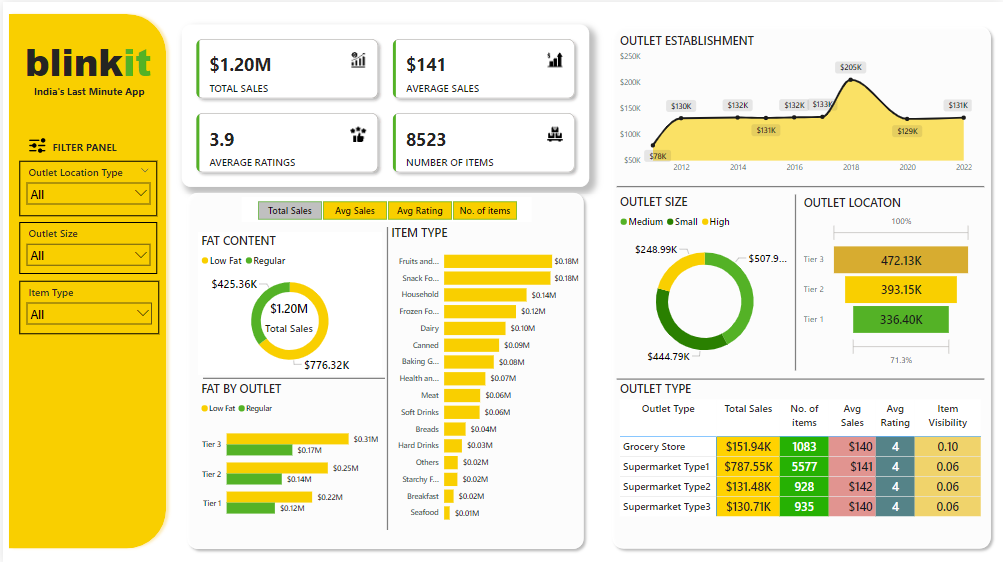 blinkit
India's Last Minute App
FILTER PANEL
Outlet Location Type
All
Outlet Size
All
Item Type
All
$1.20M
TOTAL SALES
$141
AVERAGE SALES
3.9
AVERAGE RATINGS
8523
NUMBER OF ITEMS
Total Sales Avg Sales Avg Rating No. of items
FAT CONTENT
Low Fat Regular
$425.36K
$1.20M
Total Sales
$776.32K
FAT BY OUTLET
Low Fat Regular
Tier 3 $0.31M
$0.17M
Tier 2 $0.25M
$0.14M
Tier 1 $0.22M
$0.12M
ITEM TYPE
Fruits and... $0.18M
Snack Fo... $0.18M
Household $0.14M
Frozen Fo... $0.12M
Dairy $0.10M
Canned $0.09M
Baking G... $0.08M
Health an... $0.07M
Meat $0.06M
Soft Drinks $0.06M
Breads $0.04M
Hard Drinks $0.03M
Others $0.02M
Starchy F... $0.02M
Breakfast $0.02M
Seafood $0.01M
OUTLET ESTABLISHMENT
$250K
$200K
$150K
$100K
$50K
$78K $130K $132K $131K $132K $133K $205K $129K $131K
2012 2014 2016 2018 2020 2022
OUTLET SIZE
Medium Small High
$248.99K
$507.9...
$444.79K
OUTLET LOCATON
100%
Tier 3 472.13K
Tier 2 393.15K
Tier 1 336.40K
71.3%
OUTLET TYPE
Outlet Type Total Sales No. of items Avg Sales Avg Rating Item Visibility
Grocery Store $151.94K 1083 $140 4 0.10
Supermarket Type1 $787.55K 5577 $141 4 0.06
Supermarket Type2 $131.48K 928 $142 4 0.06
Supermarket Type3 $130.71K 935 $140 4 0.06